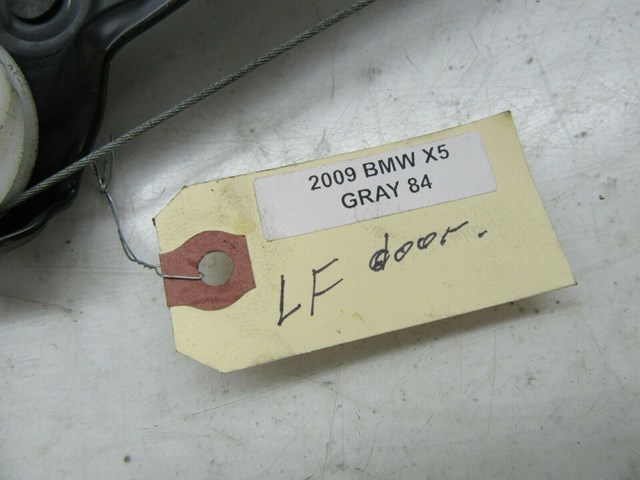 2009 BMW X5
GRAY 84
LF door.